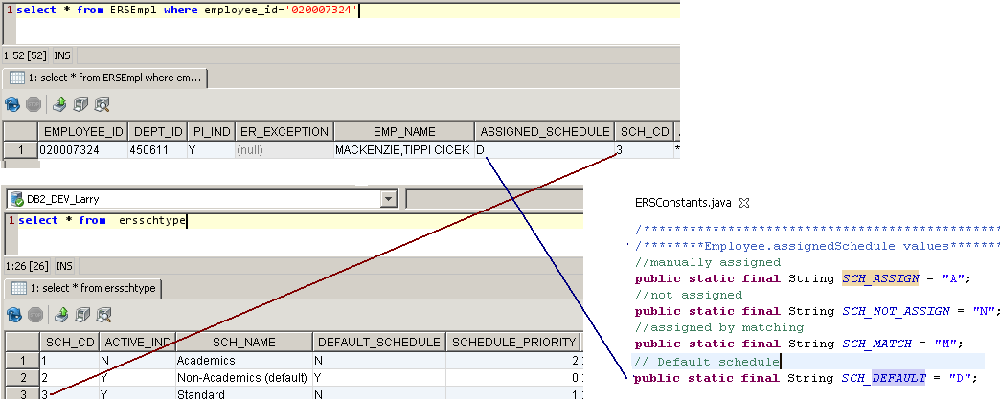 1 select * from ERSEmpl where employee_id='020007324'
1:52 [52] INS
1: select * from ERSEmpl where em...
EMPLOYEE_ID DEPT_ID PI_IND ER_EXCEPTION EMP_NAME ASSIGNED_SCHEDULE SCH_CD
1 020007324 450611 Y (null) MACKENZIE,TIPPI CICEK D 3 *
DB2_DEV_Larry
1 select * from ersschtype
1:26 [26] INS
1: select * from ersschtype
SCH_CD ACTIVE_IND SCH_NAME DEFAULT_SCHEDULE SCHEDULE_PRIORITY
1 1 N Academics N 2
2 2 Y Non-Academics (default) Y 0
3 3 Y Standard N 1
ERSConstants.java
/**************************************************
/********Employee.assignedSchedule values*******
//manually assigned
public static final String SCH_ASSIGN = "A";
//not assigned
public static final String SCH_NOT_ASSIGN = "N";
//assigned by matching
public static final String SCH_MATCH = "M";
// Default schedule
public static final String SCH_DEFAULT = "D";